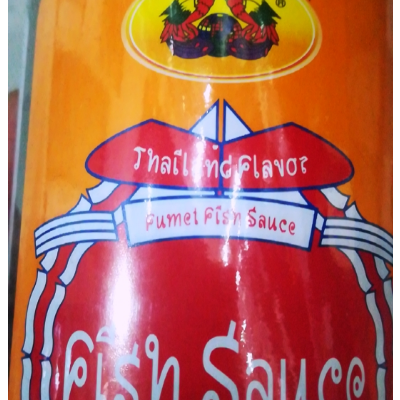 ®
Thailand Flavor
Fumet Fish Sauce
Fish Sauce